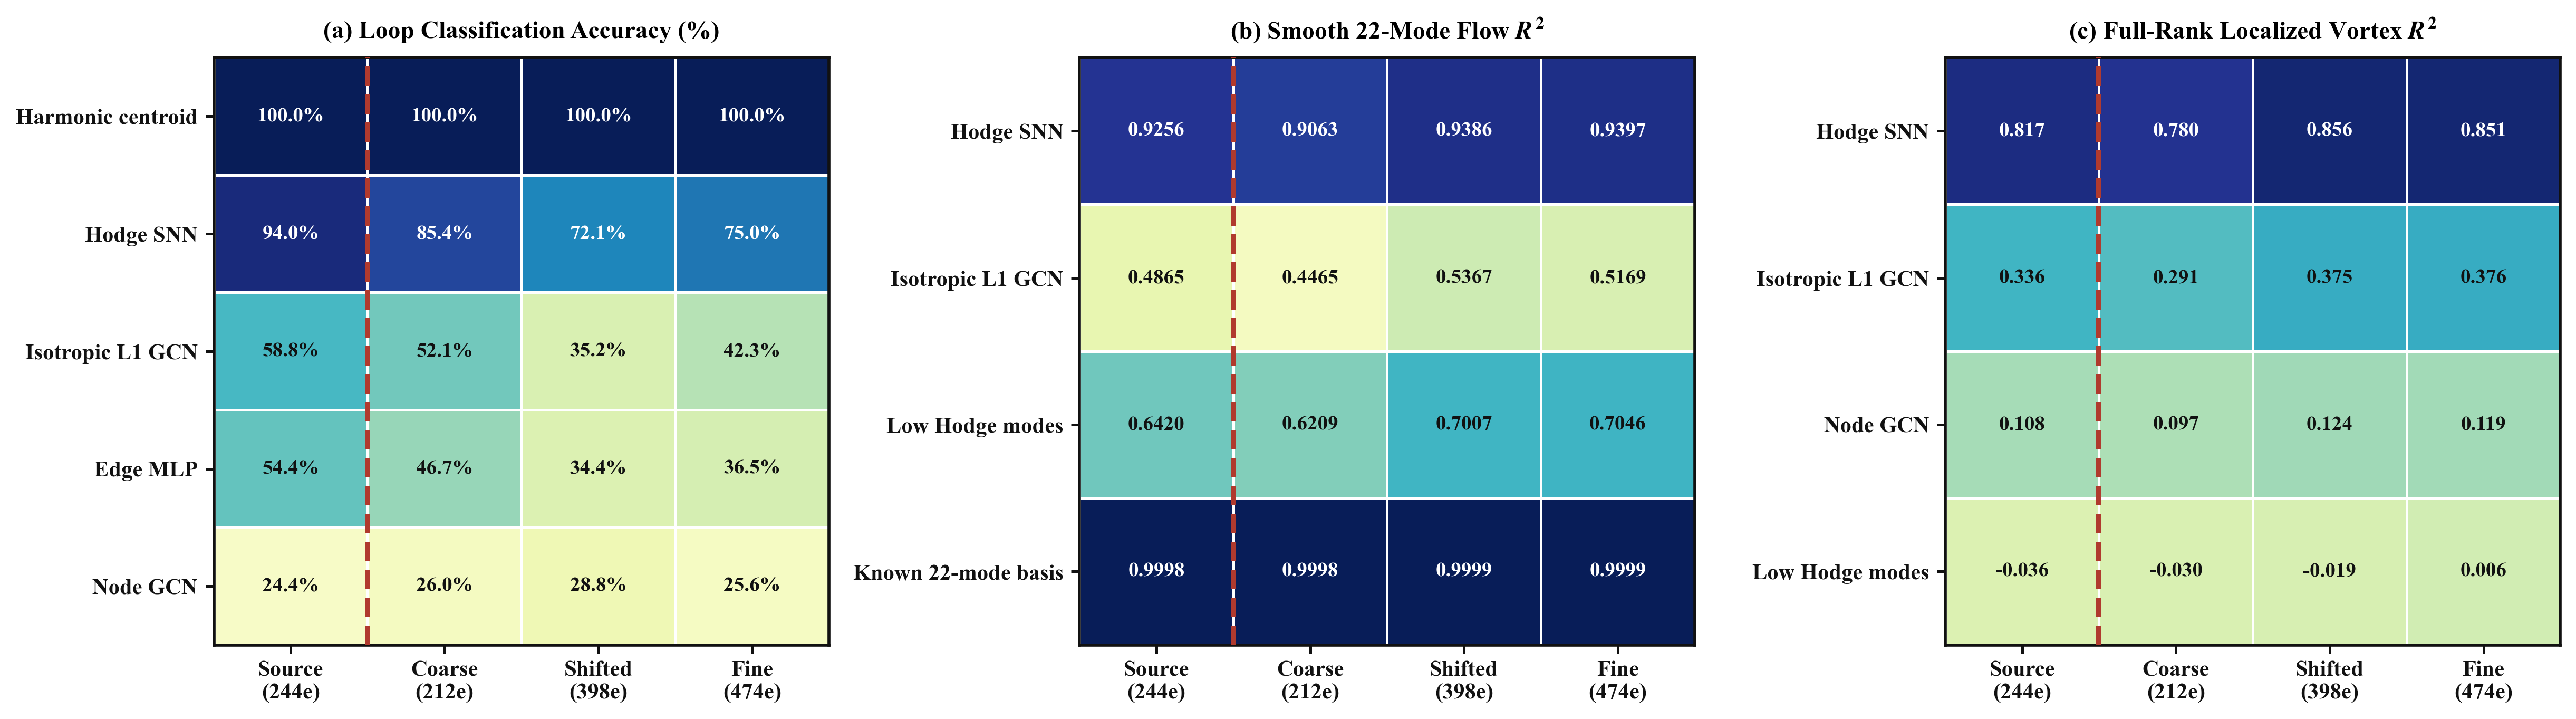 (a) Loop Classification Accuracy (%)
Harmonic centroid 100.0% 100.0% 100.0% 100.0%
Hodge SNN 94.0% 85.4% 72.1% 75.0%
Isotropic L1 GCN 58.8% 52.1% 35.2% 42.3%
Edge MLP 54.4% 46.7% 34.4% 36.5%
Node GCN 24.4% 26.0% 28.8% 25.6%
Source Coarse Shifted Fine
(244e) (212e) (398e) (474e)
(b) Smooth 22-Mode Flow R²
Hodge SNN 0.9256 0.9063 0.9386 0.9397
Isotropic L1 GCN 0.4865 0.4465 0.5367 0.5169
Low Hodge modes 0.6420 0.6209 0.7007 0.7046
Known 22-mode basis 0.9998 0.9998 0.9999 0.9999
Source Coarse Shifted Fine
(244e) (212e) (398e) (474e)
(c) Full-Rank Localized Vortex R²
Hodge SNN 0.817 0.780 0.856 0.851
Isotropic L1 GCN 0.336 0.291 0.375 0.376
Node GCN 0.108 0.097 0.124 0.119
Low Hodge modes -0.036 -0.030 -0.019 0.006
Source Coarse Shifted Fine
(244e) (212e) (398e) (474e)